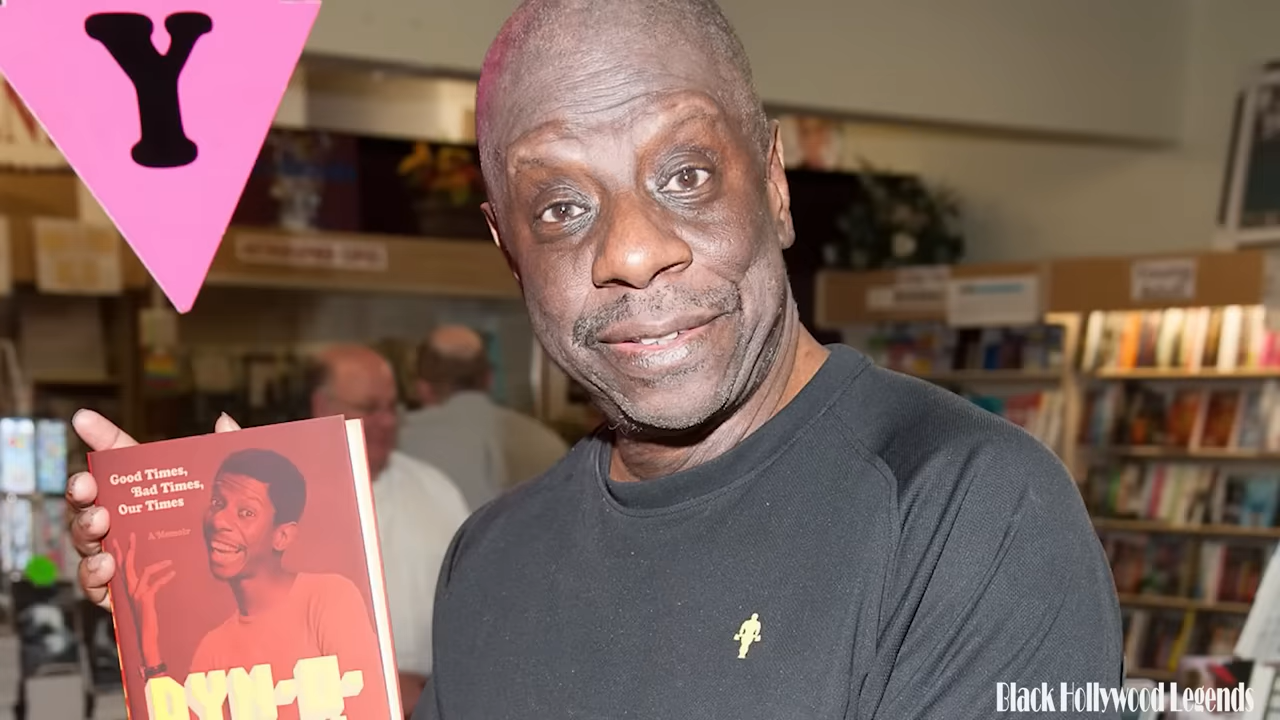 Y
Good Times,
Bad Times,
Our Times
A Memoir
DYN-O-
Black Hollywood Legends